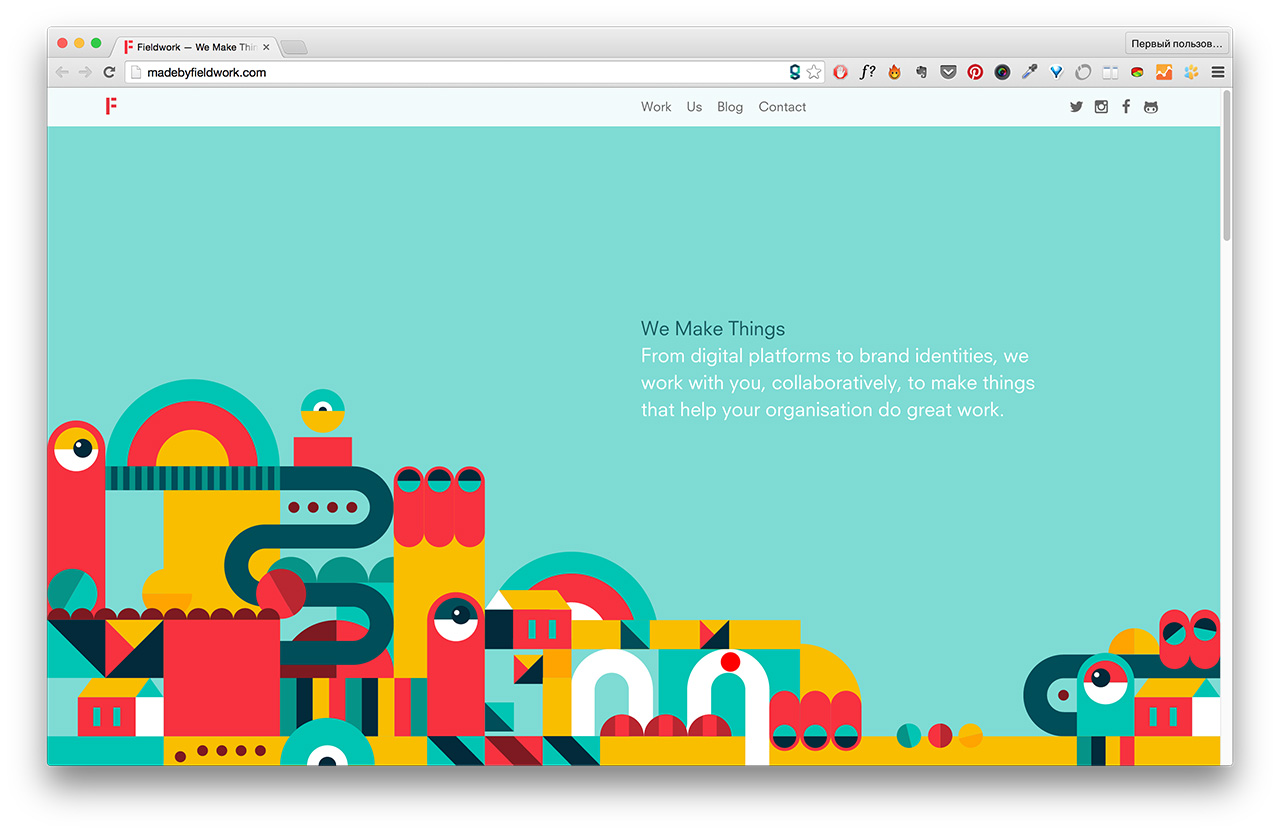 Fieldwork — We Make Thin
Первый пользов…
madebyfieldwork.com
f?
F
Work Us Blog Contact
We Make Things
From digital platforms to brand identities, we
work with you, collaboratively, to make things
that help your organisation do great work.